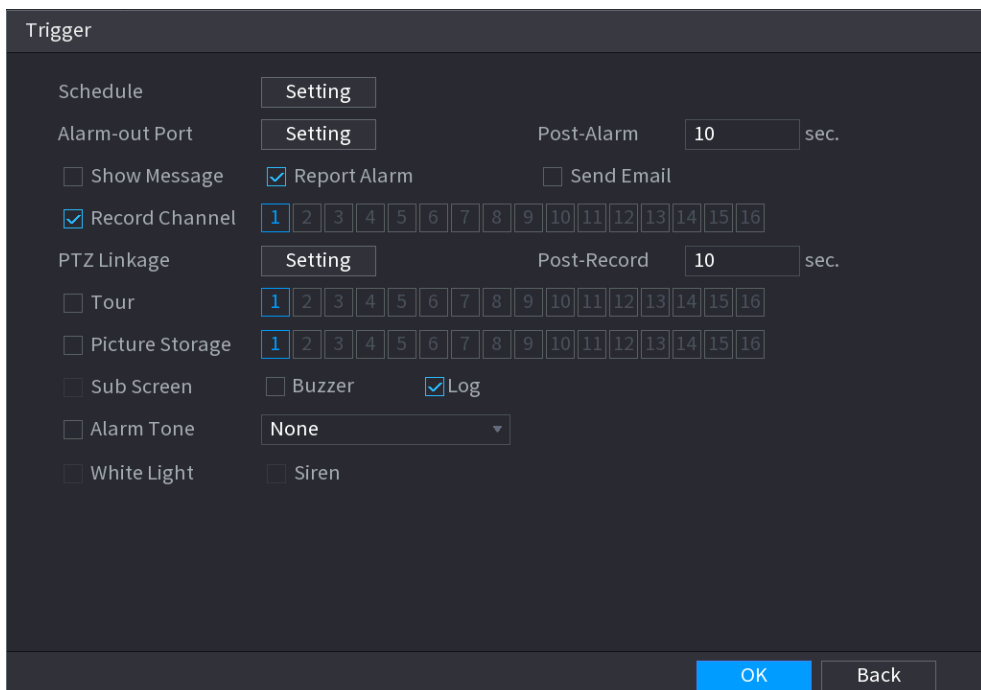 Trigger
Schedule Setting
Alarm-out Port Setting Post-Alarm 10 sec.
Show Message Report Alarm Send Email
Record Channel 1 2 3 4 5 6 7 8 9 10 11 12 13 14 15 16
PTZ Linkage Setting Post-Record 10 sec.
Tour 1 2 3 4 5 6 7 8 9 10 11 12 13 14 15 16
Picture Storage 1 2 3 4 5 6 7 8 9 10 11 12 13 14 15 16
Sub Screen Buzzer Log
Alarm Tone None
White Light Siren
OK Back